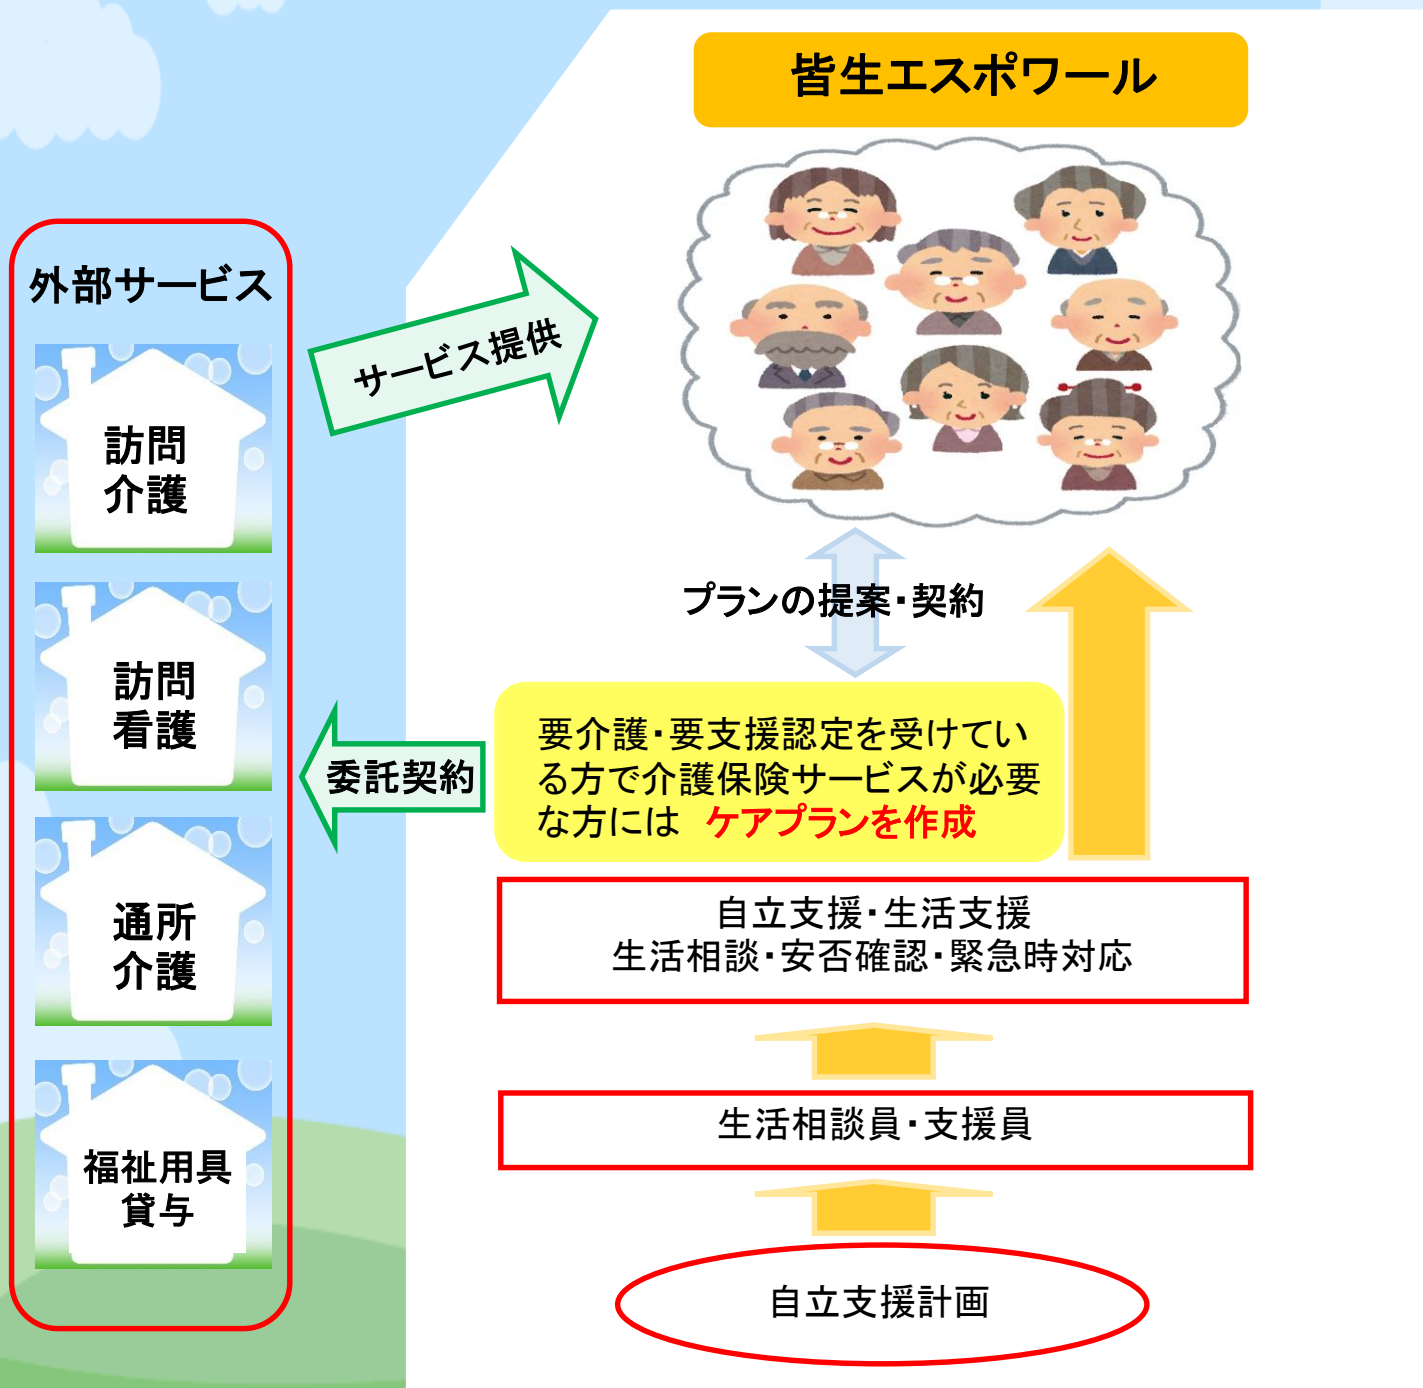 皆生エスポワール
外部サービス
サービス提供
訪問
介護
訪問
看護
通所
介護
福祉用具
貸与
プランの提案・契約
委託契約
要介護・要支援認定を受けてい
る方で介護保険サービスが必要
な方には ケアプランを作成
自立支援・生活支援
生活相談・安否確認・緊急時対応
生活相談員・支援員
自立支援計画